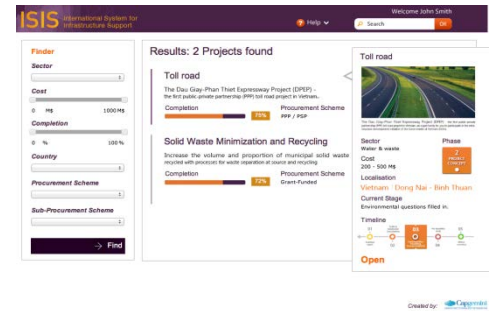 Welcome John Smith
ISIS International System for
Infrastructure Support
? Help
Search
OK
Finder
Sector
Cost
0 M$ 1000 M$
Completion
0 % 100 %
Country
Procurement Scheme
Sub-Procurement Scheme
→ Find
Results: 2 Projects found
Toll road
The Dau Giay-Phan Thiet Expressway Project (DPEP) -
the first public-private partnership (PPP) toll road project in Vietnam..
Completion
75%
Procurement Scheme
PPP / PSP
Solid Waste Minimization and Recycling
Increase the volume and proportion of municipal solid waste
recycled with processes for waste separation at source and recycling.
Completion
72%
Procurement Scheme
Grant-Funded
Toll road
Sector
Water & waste
Phase
2
PROJECT
CONCEPT
Cost
200 - 500 M$
Localisation
Vietnam : Dong Nai - Binh Thuan
Current Stage
Environmental questions filled in.
Timeline
01
03
02
Open
Created by:
Capgemini